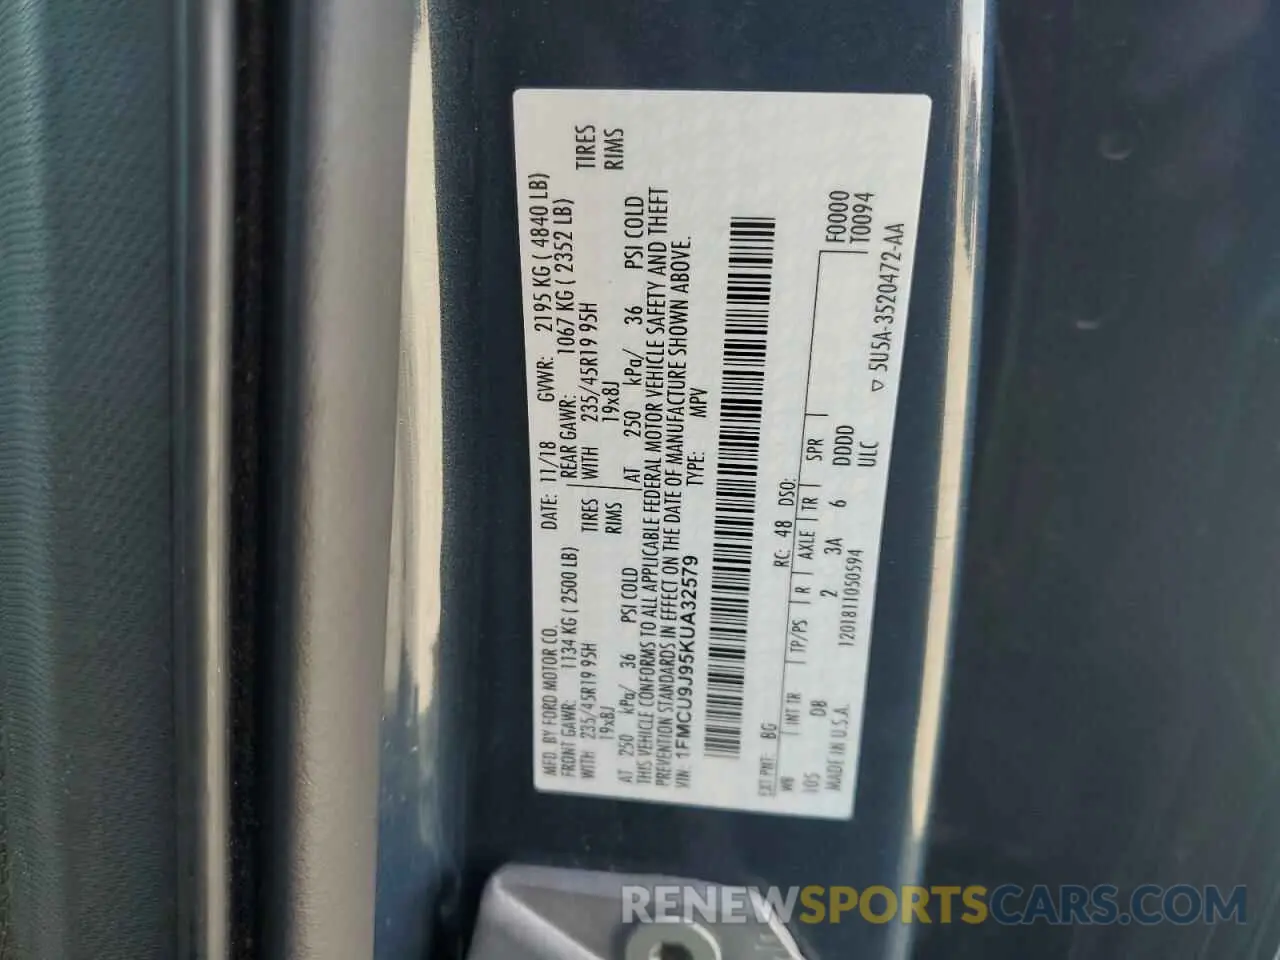 MFD. BY FORD MOTOR CO.
DATE: 11/18 GVWR: 2195 KG ( 4840 LB)
FRONT GAWR: 1134 KG ( 2500 LB) REAR GAWR: 1067 KG ( 2352 LB)
WITH 235/45R19 95H TIRES WITH 235/45R19 95H TIRES
19x8J RIMS 19x8J RIMS
AT 250 kPa/ 36 PSI COLD AT 250 kPa/ 36 PSI COLD
THIS VEHICLE CONFORMS TO ALL APPLICABLE FEDERAL MOTOR VEHICLE SAFETY AND THEFT
PREVENTION STANDARDS IN EFFECT ON THE DATE OF MANUFACTURE SHOWN ABOVE.
VIN: 1FMCU9J95KUA32579 TYPE: MPV
EXT PNT: BG RC: 48 DSO:
WB INT TR TP/PS R AXLE TR SPR F0000
105 DB 2 3A 6 DDDD T0094
MADE IN U.S.A. 1201811050594 ULC
▽ 5U5A-3520472-AA
RENEWSPORTSCARS.COM